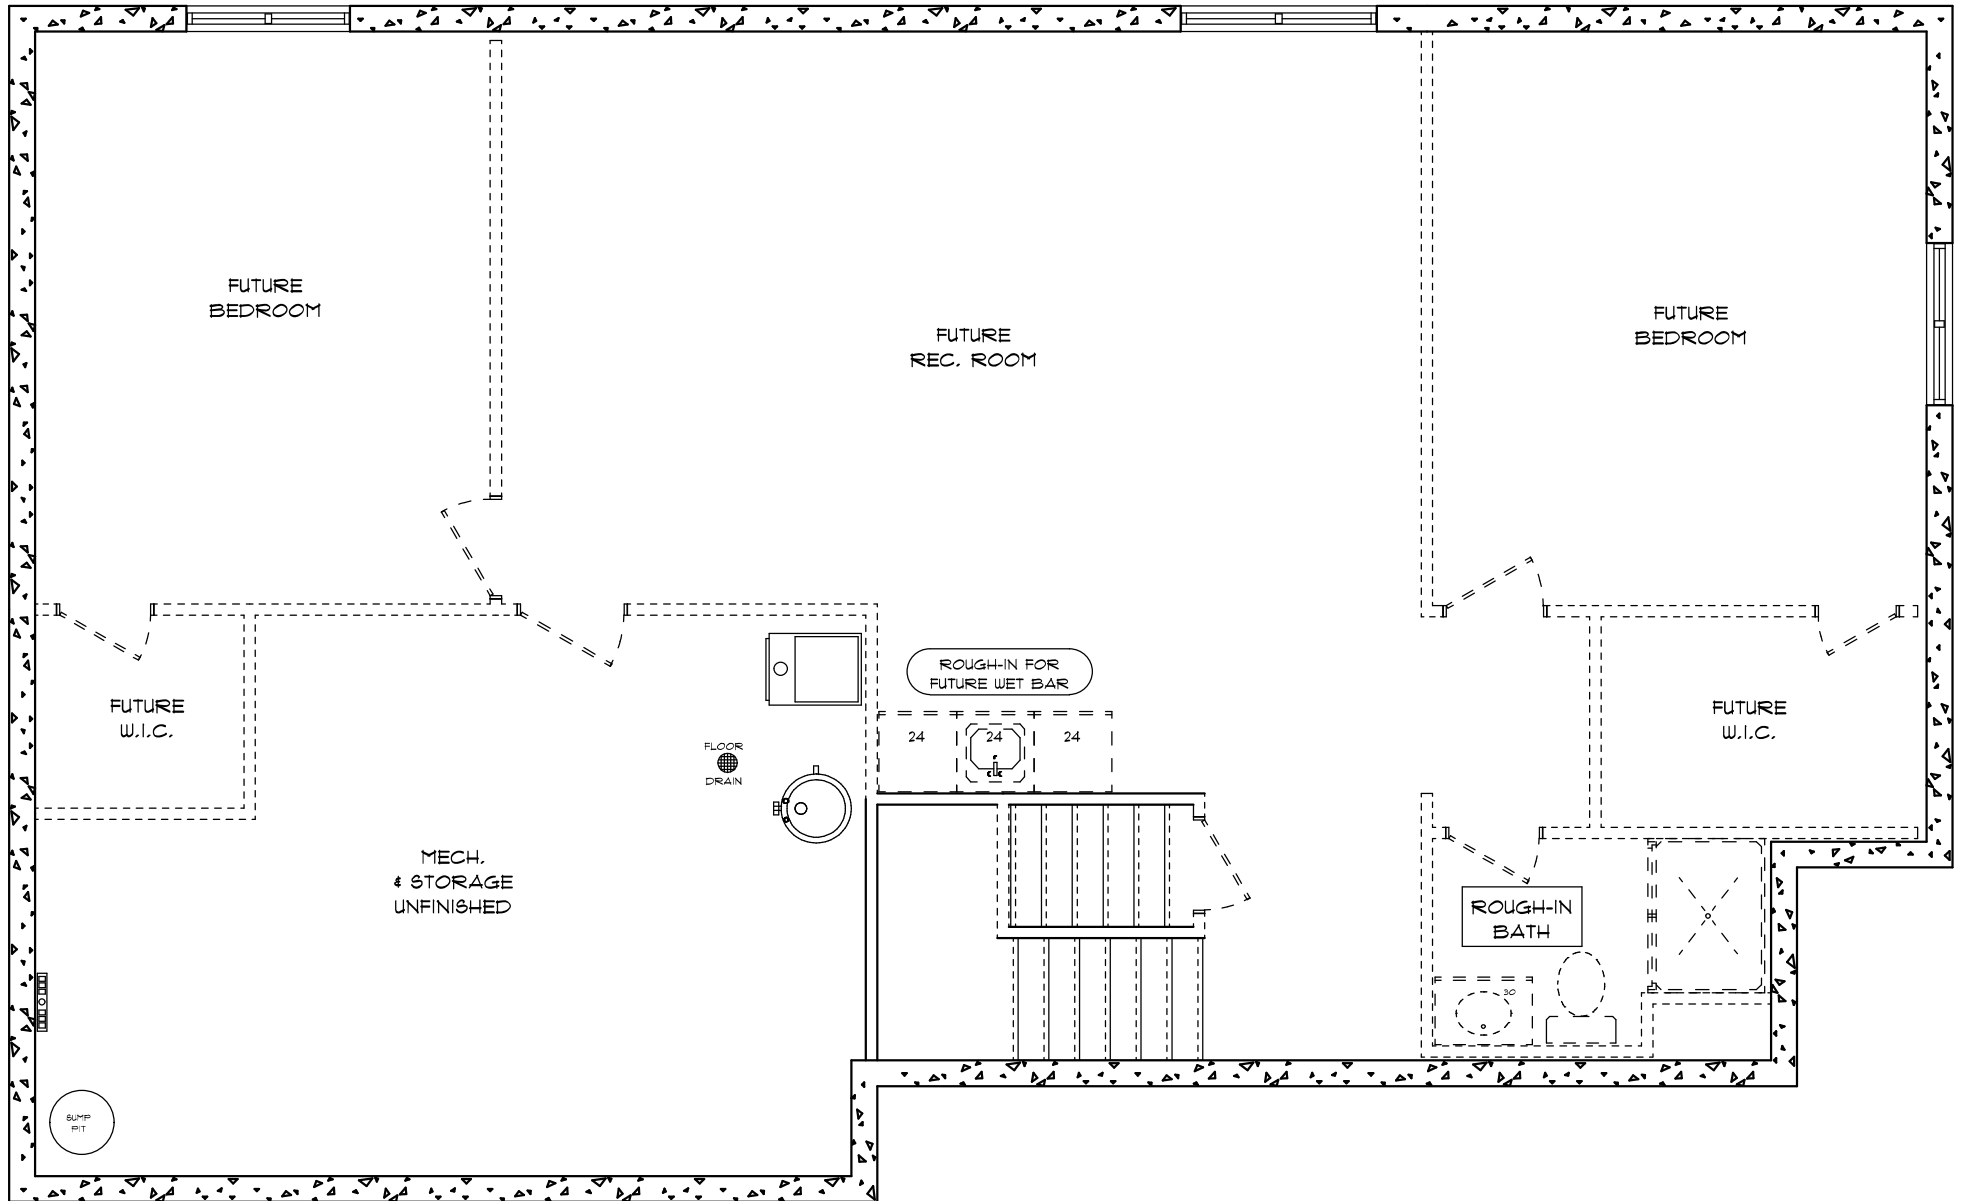 FUTURE
BEDROOM
FUTURE
REC. ROOM
FUTURE
BEDROOM
ROUGH-IN FOR
FUTURE WET BAR
FUTURE
W.I.C.
FUTURE
W.I.C.
24
24
24
FLOOR
DRAIN
MECH.
& STORAGE
UNFINISHED
ROUGH-IN
BATH
30
SUMP
PIT